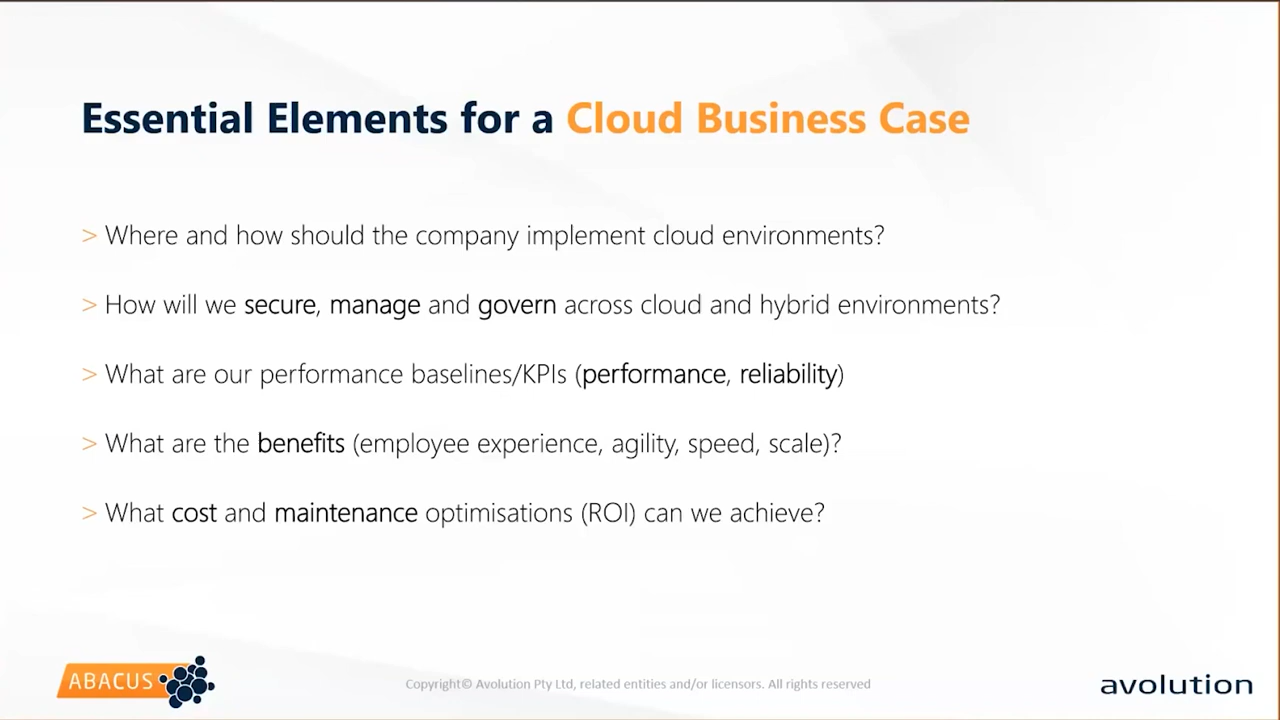 Essential Elements for a Cloud Business Case
> Where and how should the company implement cloud environments?
> How will we secure, manage and govern across cloud and hybrid environments?
> What are our performance baselines/KPIs (performance, reliability)
> What are the benefits (employee experience, agility, speed, scale)?
> What cost and maintenance optimisations (ROI) can we achieve?
ABACUS
Copyright© Avolution Pty Ltd, related entities and/or licensors. All rights reserved
avolution